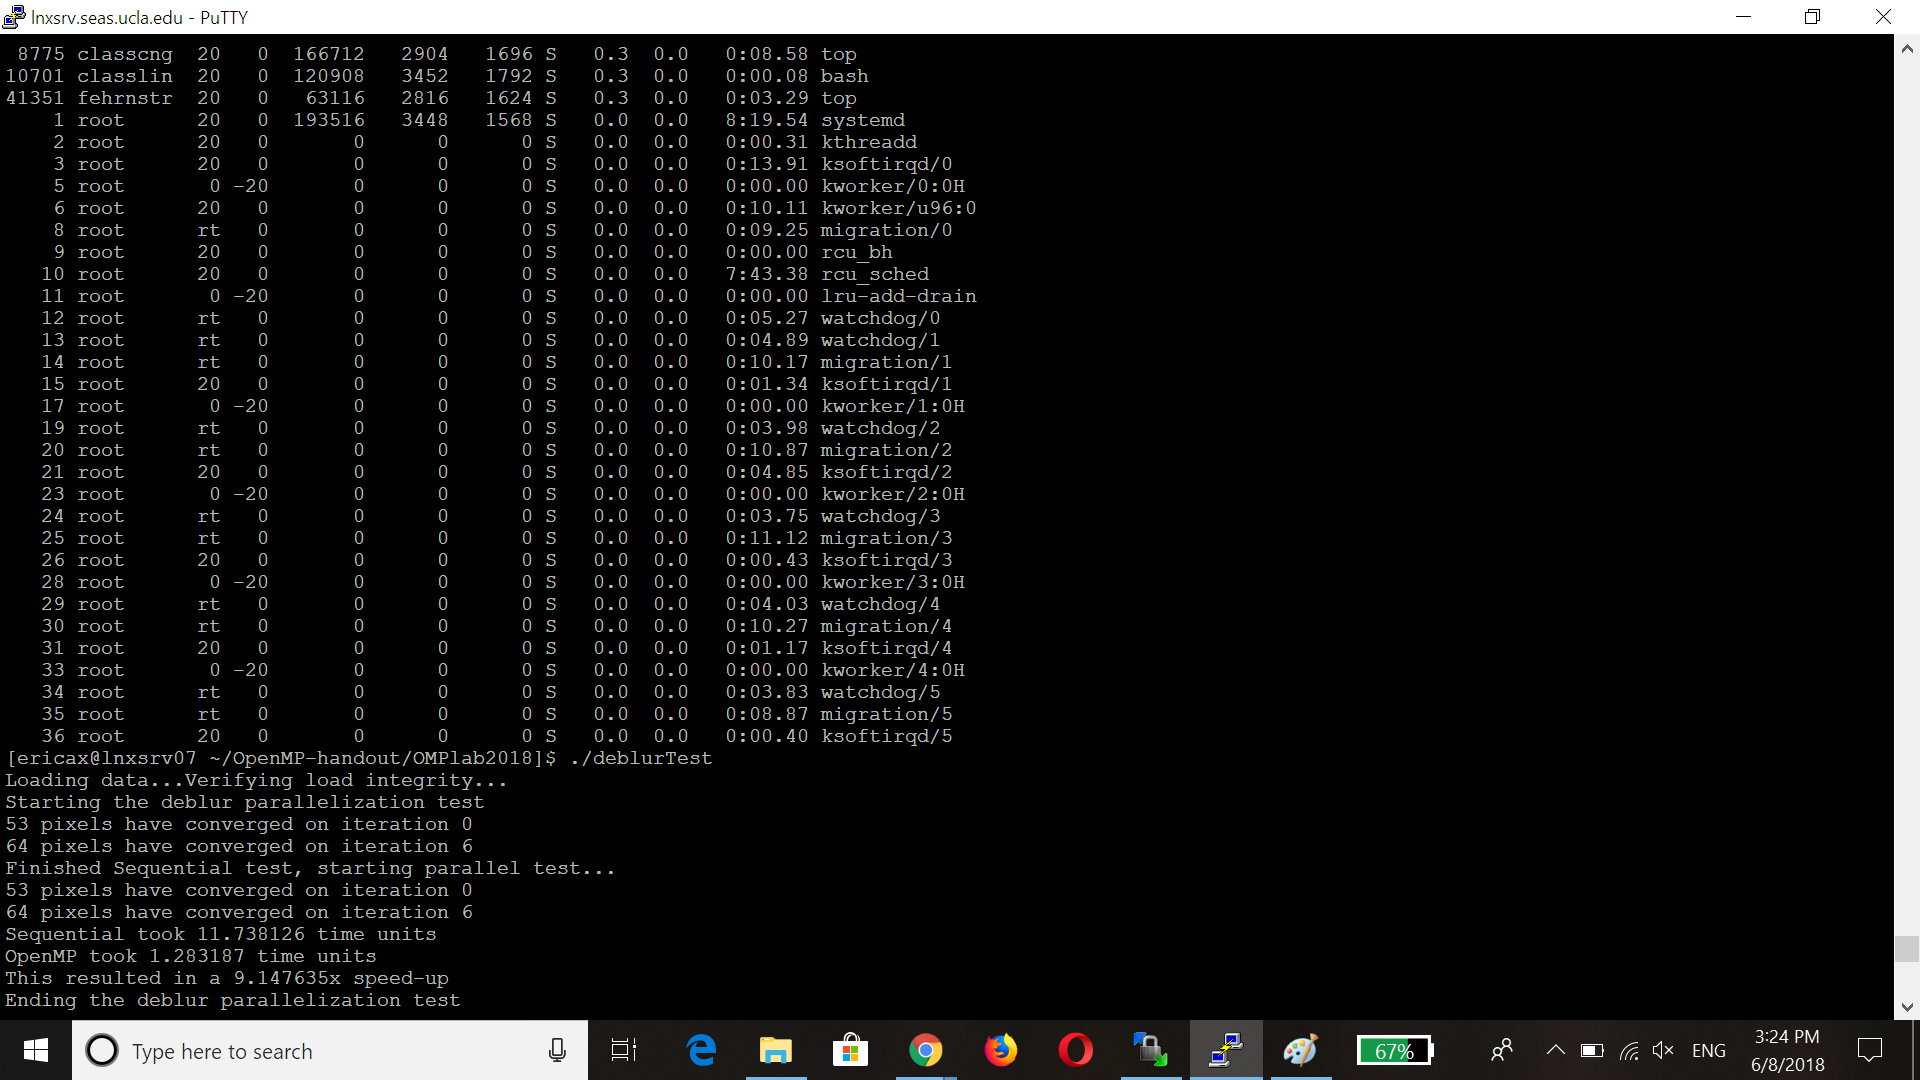 lnxsrv.seas.ucla.edu - PuTTY
8775 classcng 20 0 166712 2904 1696 S 0.3 0.0 0:08.58 top
10701 classlin 20 0 120908 3452 1792 S 0.3 0.0 0:00.08 bash
41351 fehrnstr 20 0 63116 2816 1624 S 0.3 0.0 0:03.29 top
1 root 20 0 193516 3448 1568 S 0.0 0.0 8:19.54 systemd
2 root 20 0 0 0 0 S 0.0 0.0 0:00.31 kthreadd
3 root 20 0 0 0 0 S 0.0 0.0 0:13.91 ksoftirqd/0
5 root 0 -20 0 0 0 S 0.0 0.0 0:00.00 kworker/0:0H
6 root 20 0 0 0 0 S 0.0 0.0 0:10.11 kworker/u96:0
8 root rt 0 0 0 0 S 0.0 0.0 0:09.25 migration/0
9 root 20 0 0 0 0 S 0.0 0.0 0:00.00 rcu_bh
10 root 20 0 0 0 0 S 0.0 0.0 7:43.38 rcu_sched
11 root 0 -20 0 0 0 S 0.0 0.0 0:00.00 lru-add-drain
12 root rt 0 0 0 0 S 0.0 0.0 0:05.27 watchdog/0
13 root rt 0 0 0 0 S 0.0 0.0 0:04.89 watchdog/1
14 root rt 0 0 0 0 S 0.0 0.0 0:10.17 migration/1
15 root 20 0 0 0 0 S 0.0 0.0 0:01.34 ksoftirqd/1
17 root 0 -20 0 0 0 S 0.0 0.0 0:00.00 kworker/1:0H
19 root rt 0 0 0 0 S 0.0 0.0 0:03.98 watchdog/2
20 root rt 0 0 0 0 S 0.0 0.0 0:10.87 migration/2
21 root 20 0 0 0 0 S 0.0 0.0 0:04.85 ksoftirqd/2
23 root 0 -20 0 0 0 S 0.0 0.0 0:00.00 kworker/2:0H
24 root rt 0 0 0 0 S 0.0 0.0 0:03.75 watchdog/3
25 root rt 0 0 0 0 S 0.0 0.0 0:11.12 migration/3
26 root 20 0 0 0 0 S 0.0 0.0 0:00.43 ksoftirqd/3
28 root 0 -20 0 0 0 S 0.0 0.0 0:00.00 kworker/3:0H
29 root rt 0 0 0 0 S 0.0 0.0 0:04.03 watchdog/4
30 root rt 0 0 0 0 S 0.0 0.0 0:10.27 migration/4
31 root 20 0 0 0 0 S 0.0 0.0 0:01.17 ksoftirqd/4
33 root 0 -20 0 0 0 S 0.0 0.0 0:00.00 kworker/4:0H
34 root rt 0 0 0 0 S 0.0 0.0 0:03.83 watchdog/5
35 root rt 0 0 0 0 S 0.0 0.0 0:08.87 migration/5
36 root 20 0 0 0 0 S 0.0 0.0 0:00.40 ksoftirqd/5
[ericax@lnxsrv07 ~/OpenMP-handout/OMPlab2018]$ ./deblurTest
Loading data...Verifying load integrity...
Starting the deblur parallelization test
53 pixels have converged on iteration 0
64 pixels have converged on iteration 6
Finished Sequential test, starting parallel test...
53 pixels have converged on iteration 0
64 pixels have converged on iteration 6
Sequential took 11.738126 time units
OpenMP took 1.283187 time units
This resulted in a 9.147635x speed-up
Ending the deblur parallelization test
Type here to search
67%
ENG
3:24 PM
6/8/2018